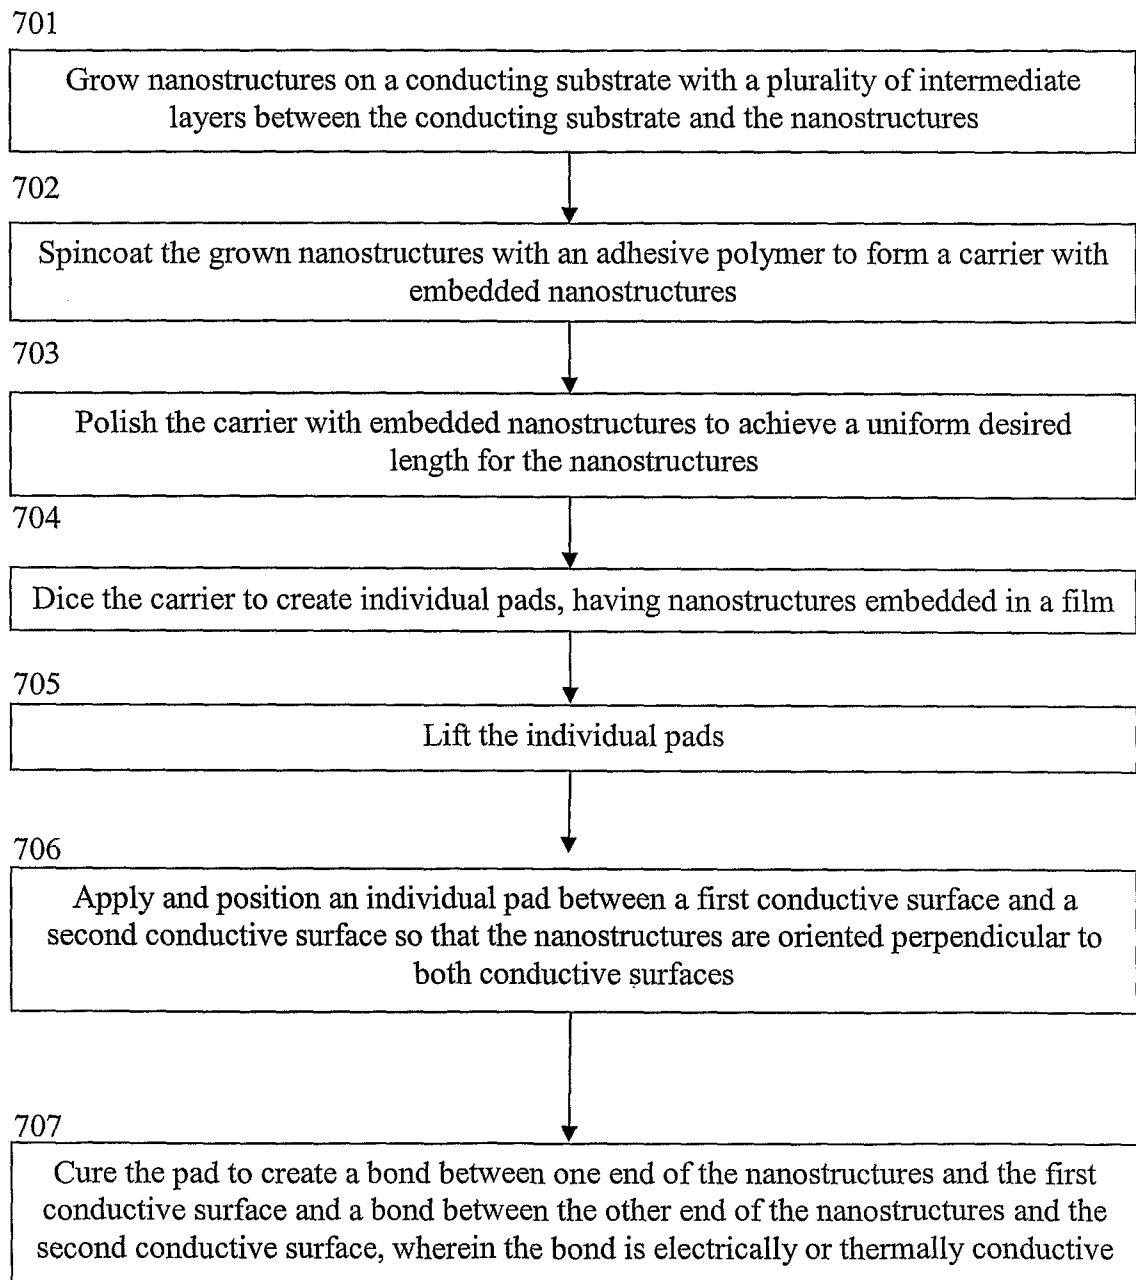 701
Grow nanostructures on a conducting substrate with a plurality of intermediate
layers between the conducting substrate and the nanostructures
702
Spincoat the grown nanostructures with an adhesive polymer to form a carrier with
embedded nanostructures
703
Polish the carrier with embedded nanostructures to achieve a uniform desired
length for the nanostructures
704
Dice the carrier to create individual pads, having nanostructures embedded in a film
705
Lift the individual pads
706
Apply and position an individual pad between a first conductive surface and a
second conductive surface so that the nanostructures are oriented perpendicular to
both conductive surfaces
707
Cure the pad to create a bond between one end of the nanostructures and the first
conductive surface and a bond between the other end of the nanostructures and the
second conductive surface, wherein the bond is electrically or thermally conductive